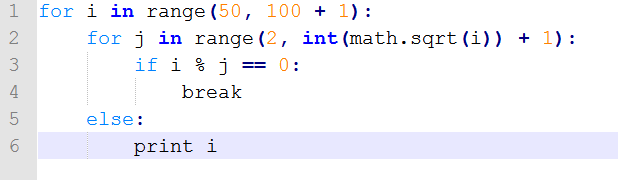 1 for i in range(50, 100 + 1):
2     for j in range(2, int(math.sqrt(i)) + 1):
3         if i % j == 0:
4             break
5     else:
6         print i